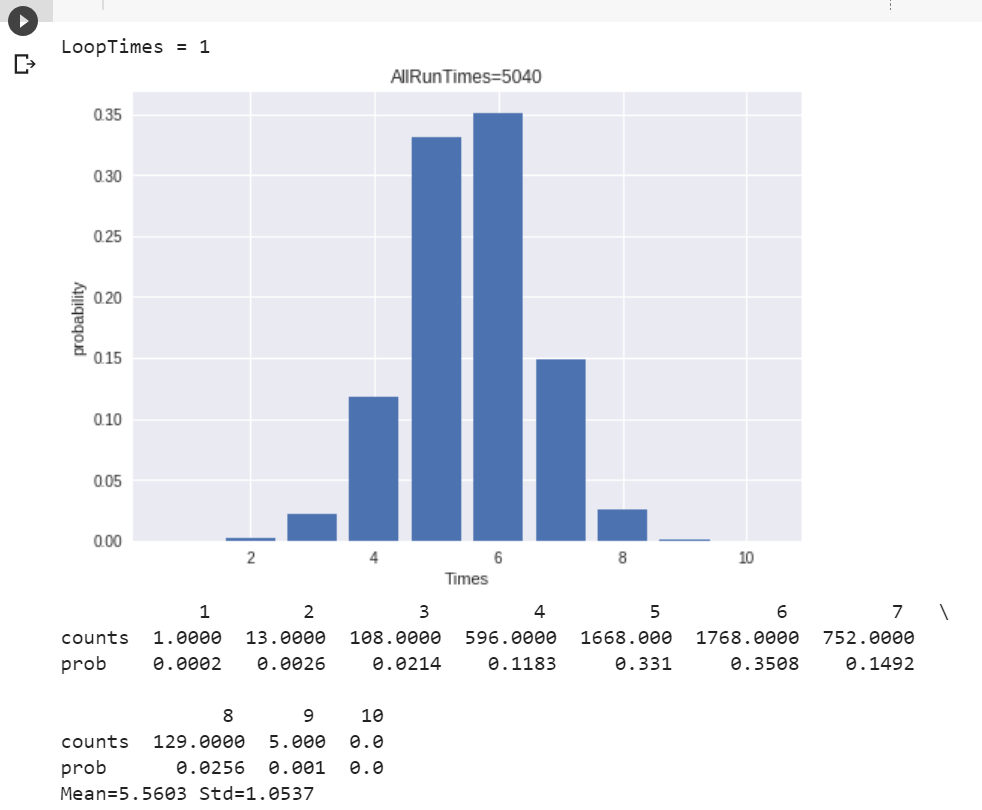 LoopTimes = 1
AllRunTimes=5040
0.35
0.30
0.25
0.20
0.15
0.10
0.05
0.00
probability
2 4 6 8 10
Times
1 2 3 4 5 6 7 \
counts 1.0000 13.0000 108.0000 596.0000 1668.000 1768.0000 752.0000
prob 0.0002 0.0026 0.0214 0.1183 0.331 0.3508 0.1492
8 9 10
counts 129.0000 5.000 0.0
prob 0.0256 0.001 0.0
Mean=5.5603 Std=1.0537